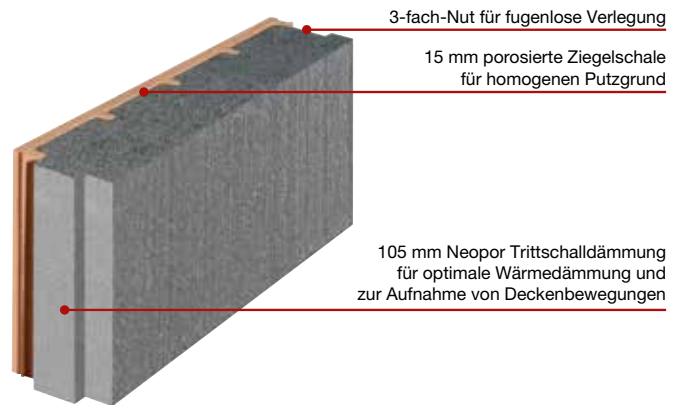 3-fach-Nut für fugenlose Verlegung
15 mm porosierte Ziegelschale
für homogenen Putzgrund
105 mm Neopor Trittschalldämmung
für optimale Wärmedämmung und
zur Aufnahme von Deckenbewegungen